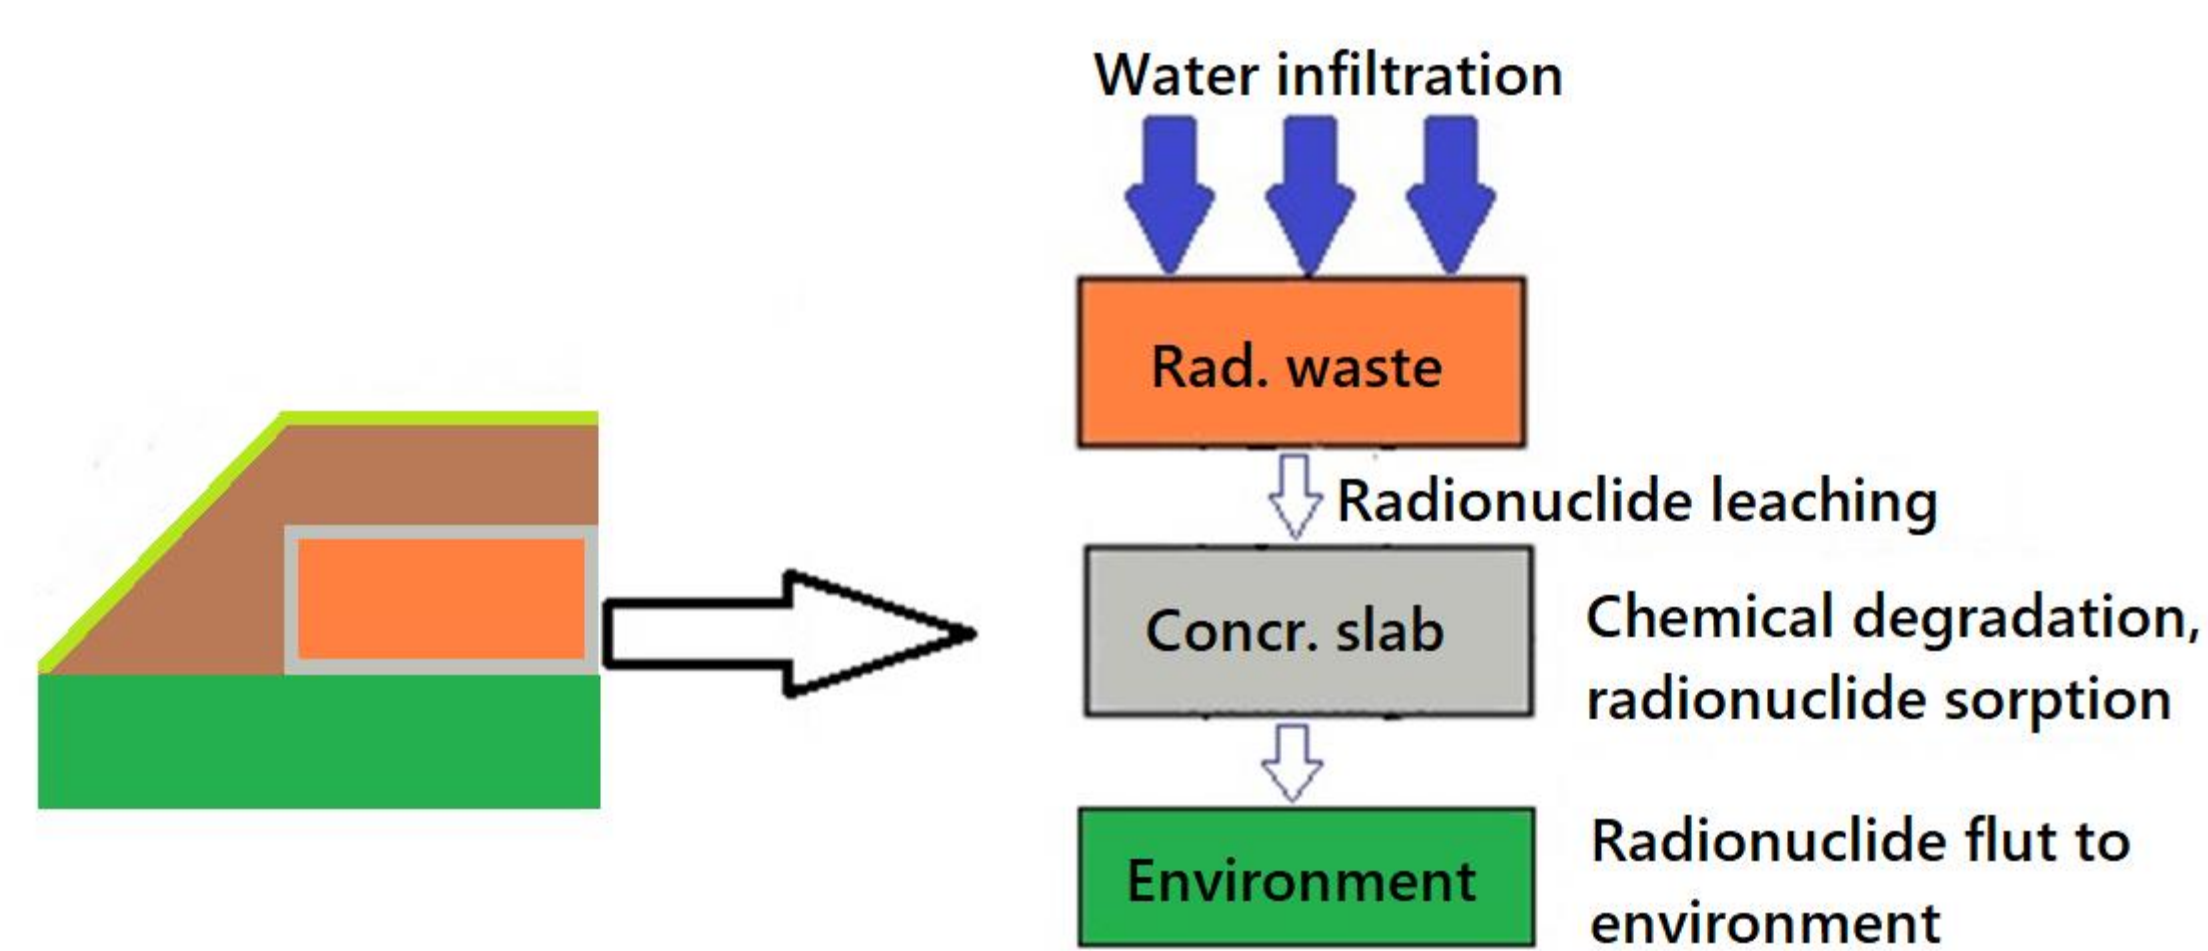 Water infiltration
Rad. waste
Radionuclide leaching
Concr. slab
Chemical degradation,
radionuclide sorption
Environment
Radionuclide flut to
environment